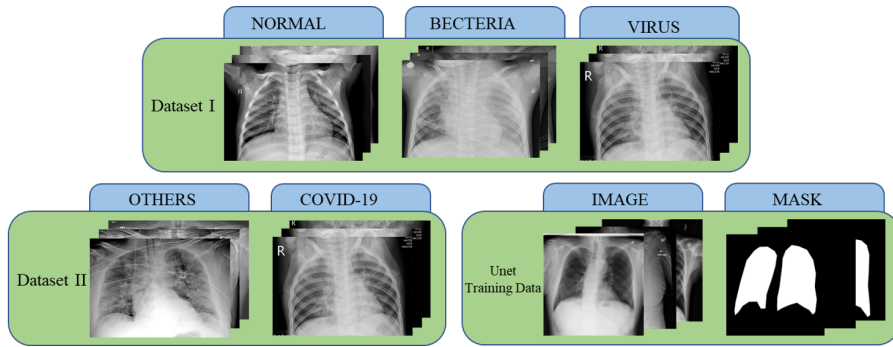 NORMAL
BECTERIA
VIRUS
Dataset I
R
R
OTHERS
COVID-19
IMAGE
MASK
Dataset II
R
Unet
Training Data